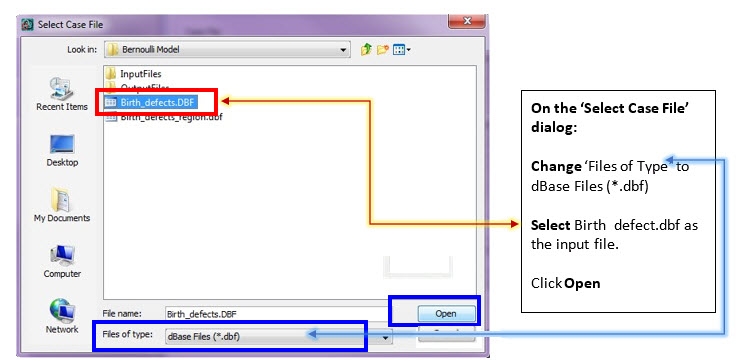 Select Case File
Look in: Bernoulli Model
InputFiles
OutputFiles
Birth_defects.DBF
Birth_defects_region.dbf
Recent Items
Desktop
My Documents
Computer
Network
File name: Birth_defects.DBF
Open
Files of type: dBase Files (*.dbf)
On the ‘Select Case File’
dialog:
Change ‘Files of Type’ to
dBase Files (*.dbf)
Select Birth defect.dbf as
the input file.
Click Open